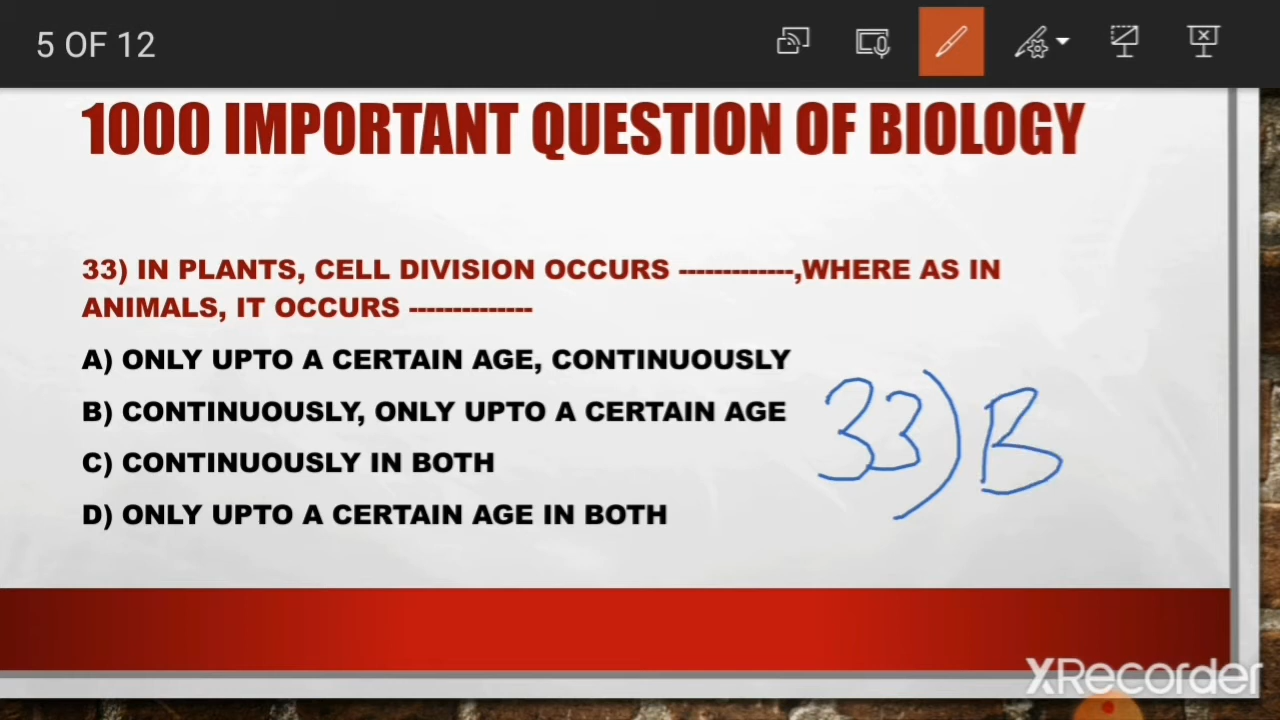 5 OF 12
1000 IMPORTANT QUESTION OF BIOLOGY
33) IN PLANTS, CELL DIVISION OCCURS -------------,WHERE AS IN
ANIMALS, IT OCCURS --------------
A) ONLY UPTO A CERTAIN AGE, CONTINUOUSLY
B) CONTINUOUSLY, ONLY UPTO A CERTAIN AGE
C) CONTINUOUSLY IN BOTH
D) ONLY UPTO A CERTAIN AGE IN BOTH
33) B
XRecorder